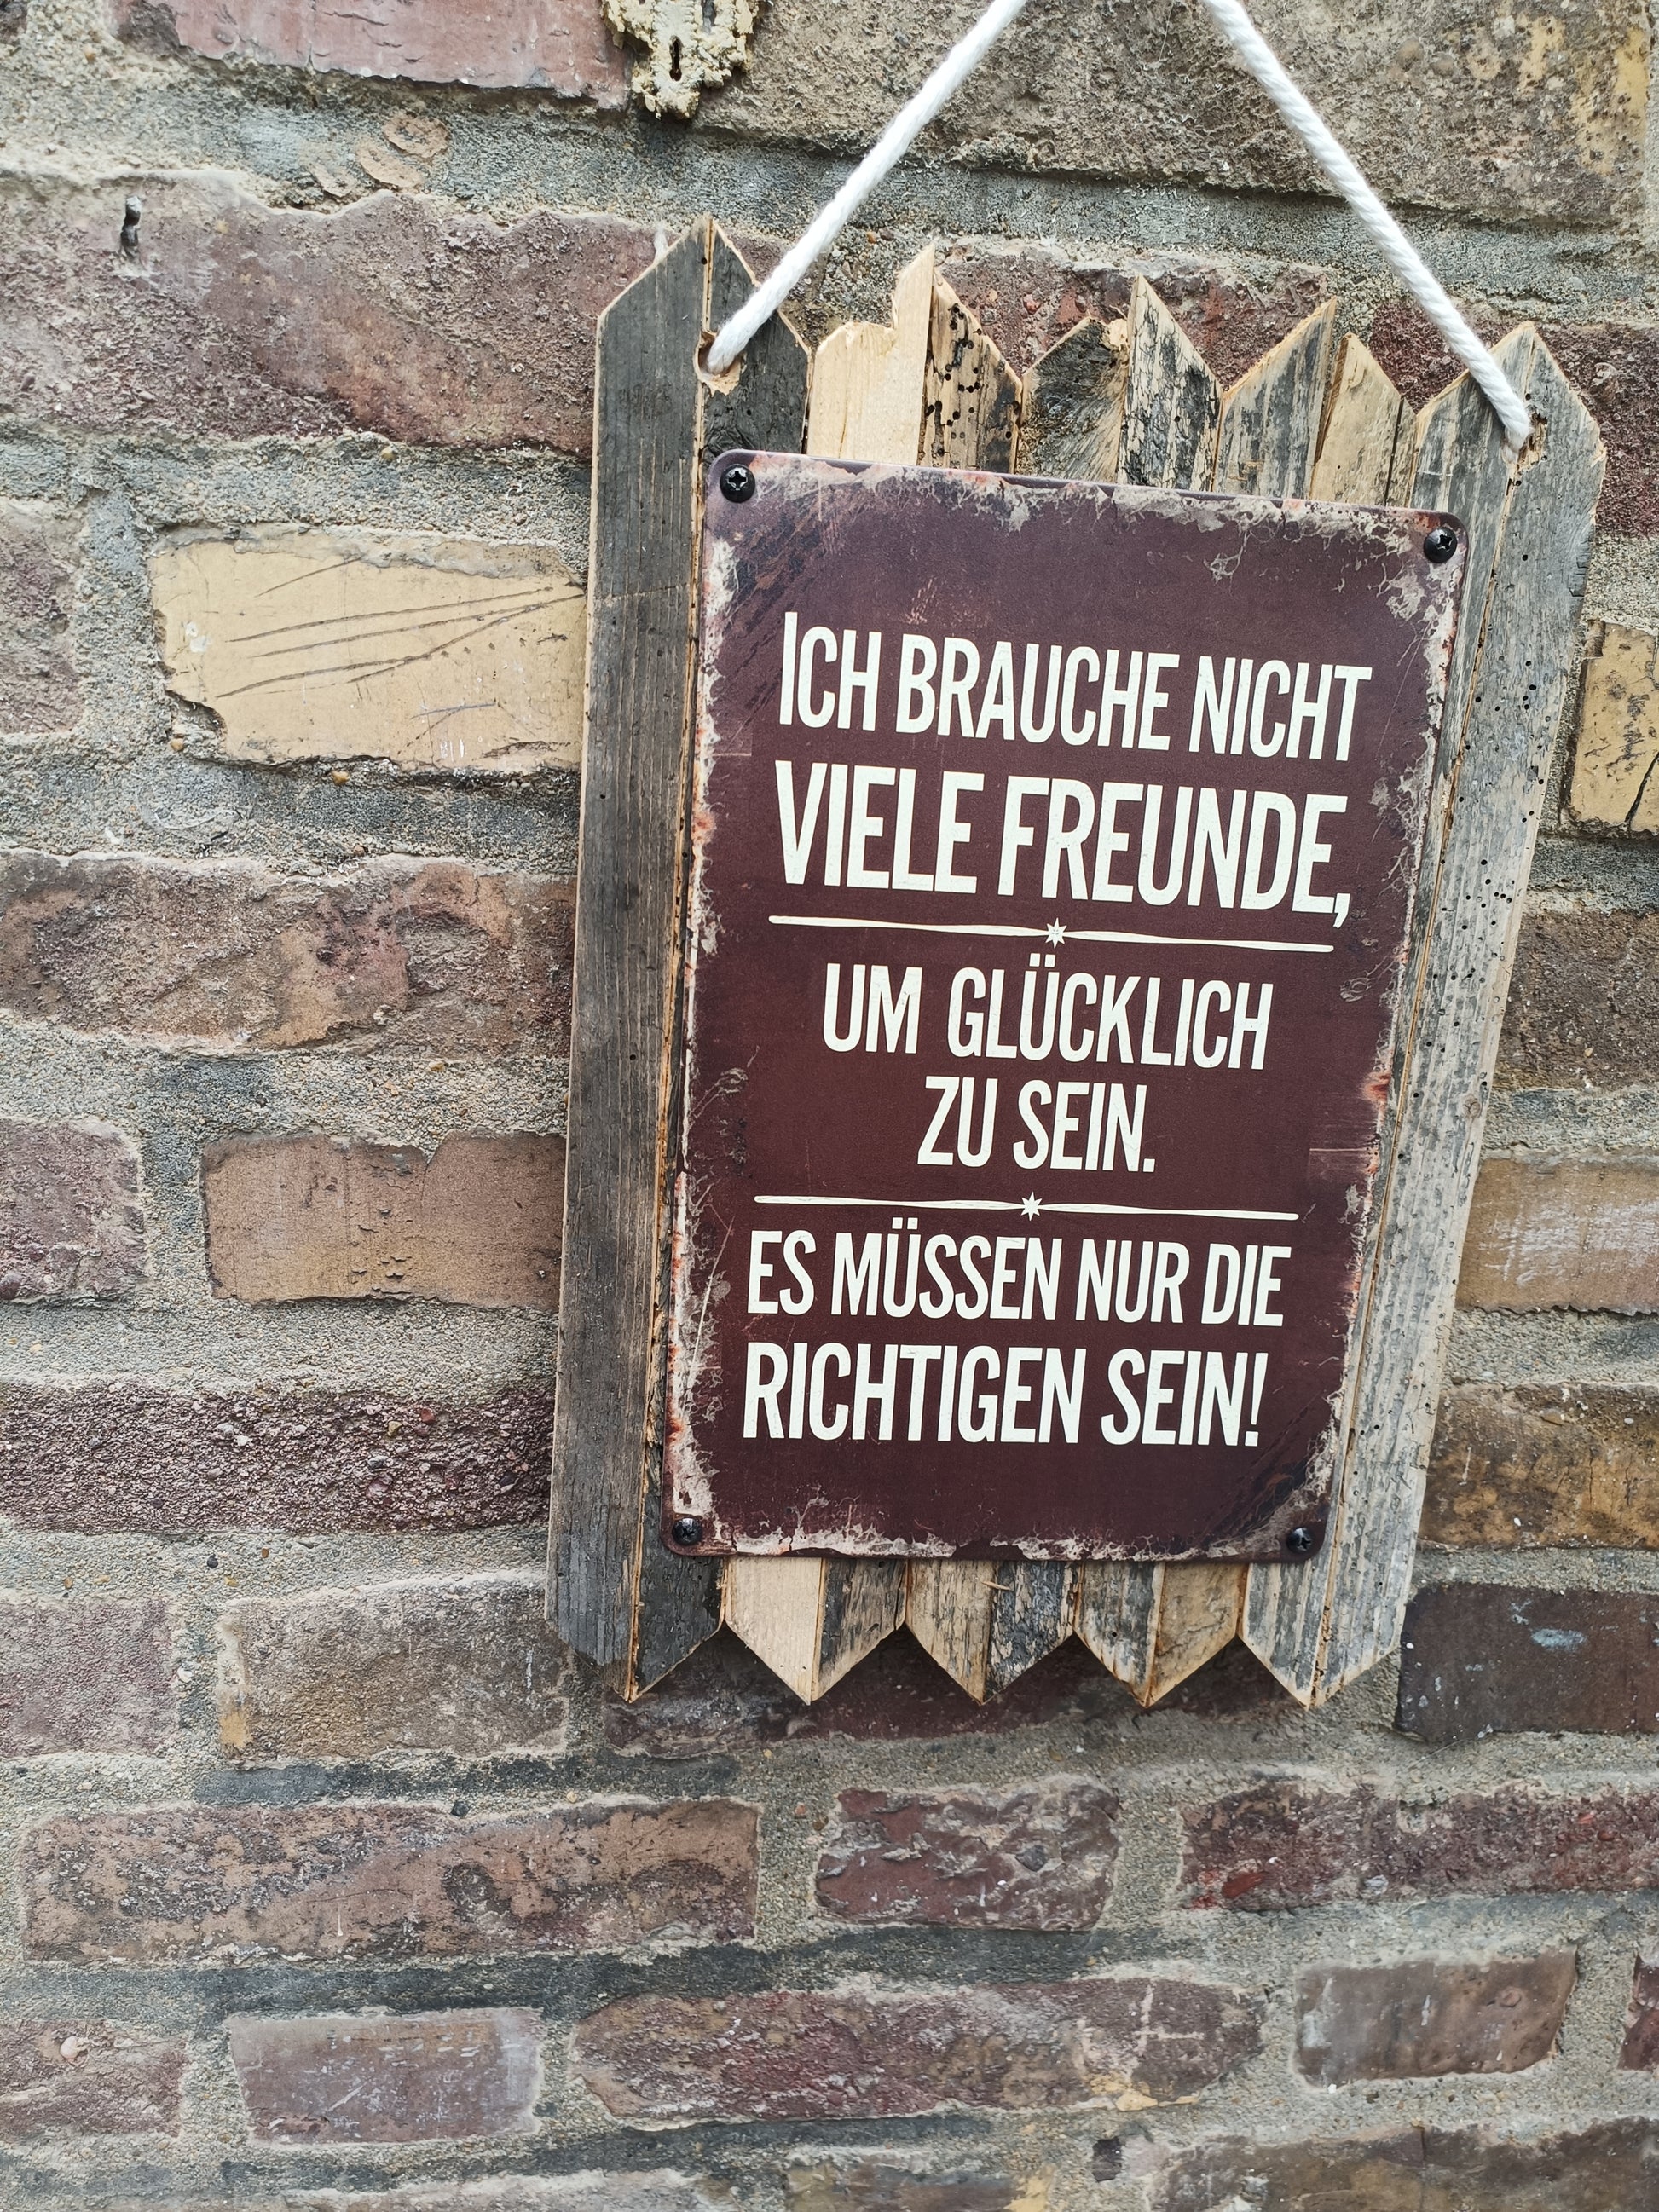 ICH BRAUCHE NICHT
VIELE FREUNDE,
UM GLÜCKLICH
ZU SEIN.
ES MÜSSEN NUR DIE
RICHTIGEN SEIN!